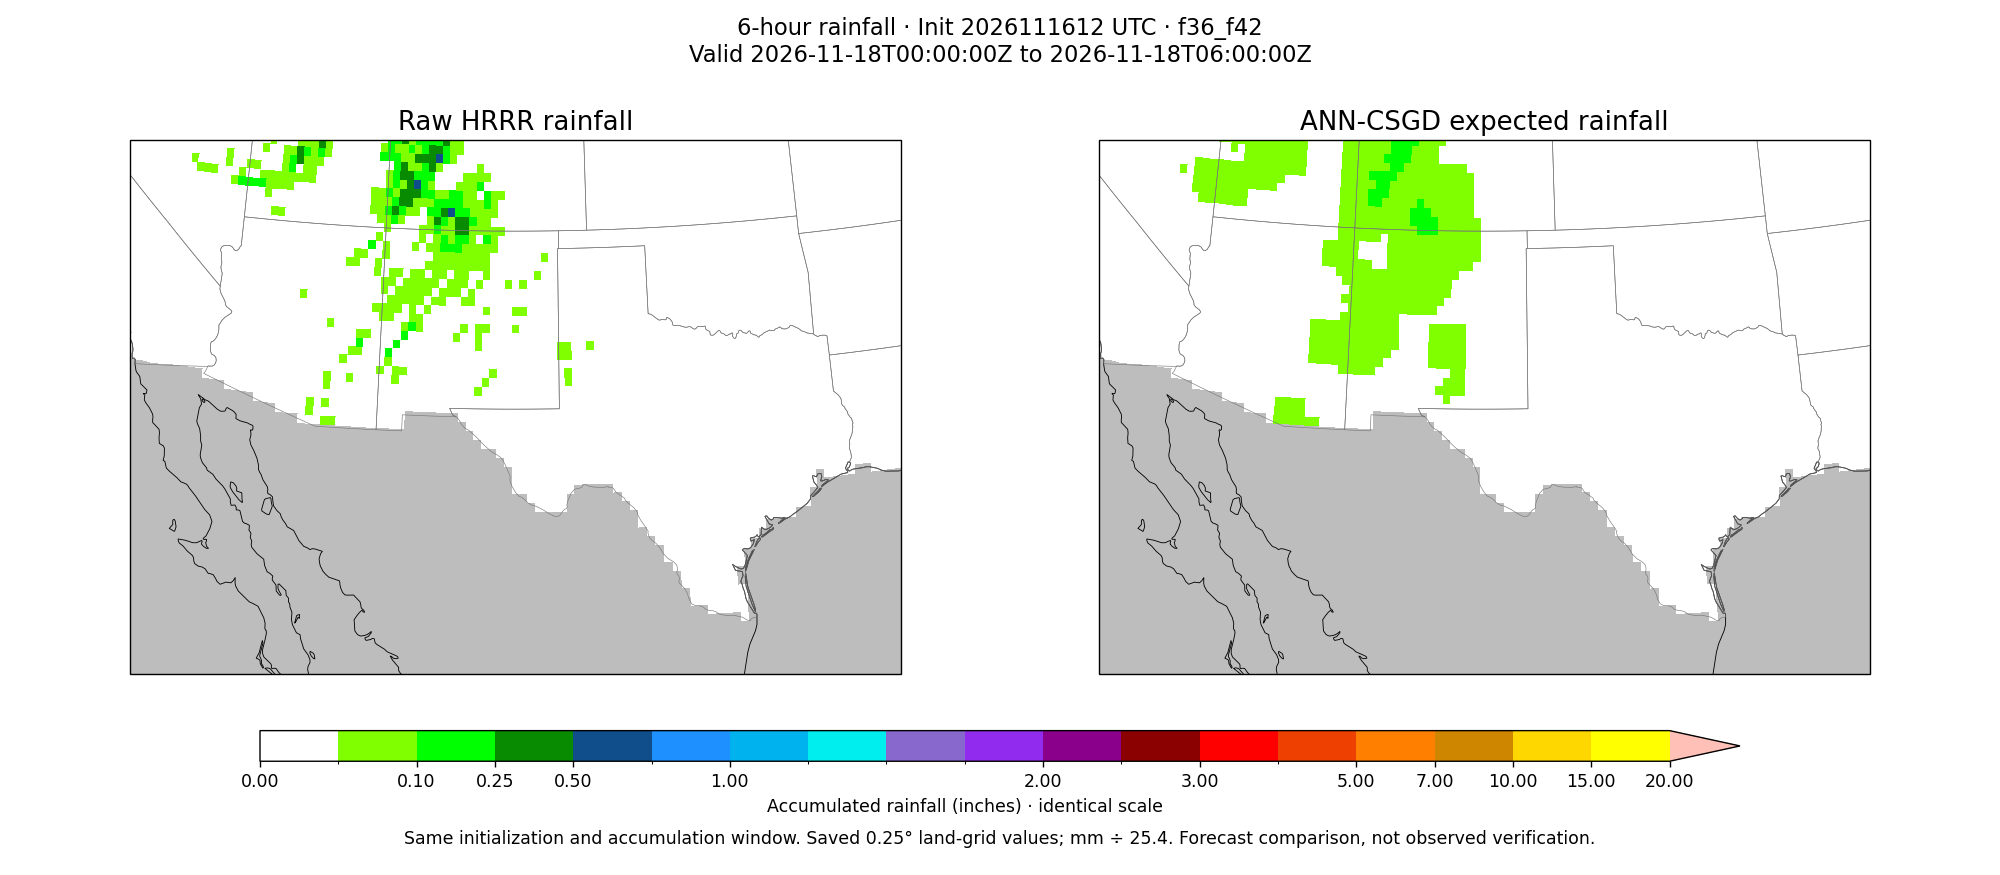 6-hour rainfall · Init 2026111612 UTC · f36_f42
Valid 2026-11-18T00:00:00Z to 2026-11-18T06:00:00Z
Raw HRRR rainfall
ANN-CSGD expected rainfall
0.00 0.10 0.25 0.50 1.00 2.00 3.00 5.00 7.00 10.00 15.00 20.00
Accumulated rainfall (inches) · identical scale
Same initialization and accumulation window. Saved 0.25° land-grid values; mm ÷ 25.4. Forecast comparison, not observed verification.